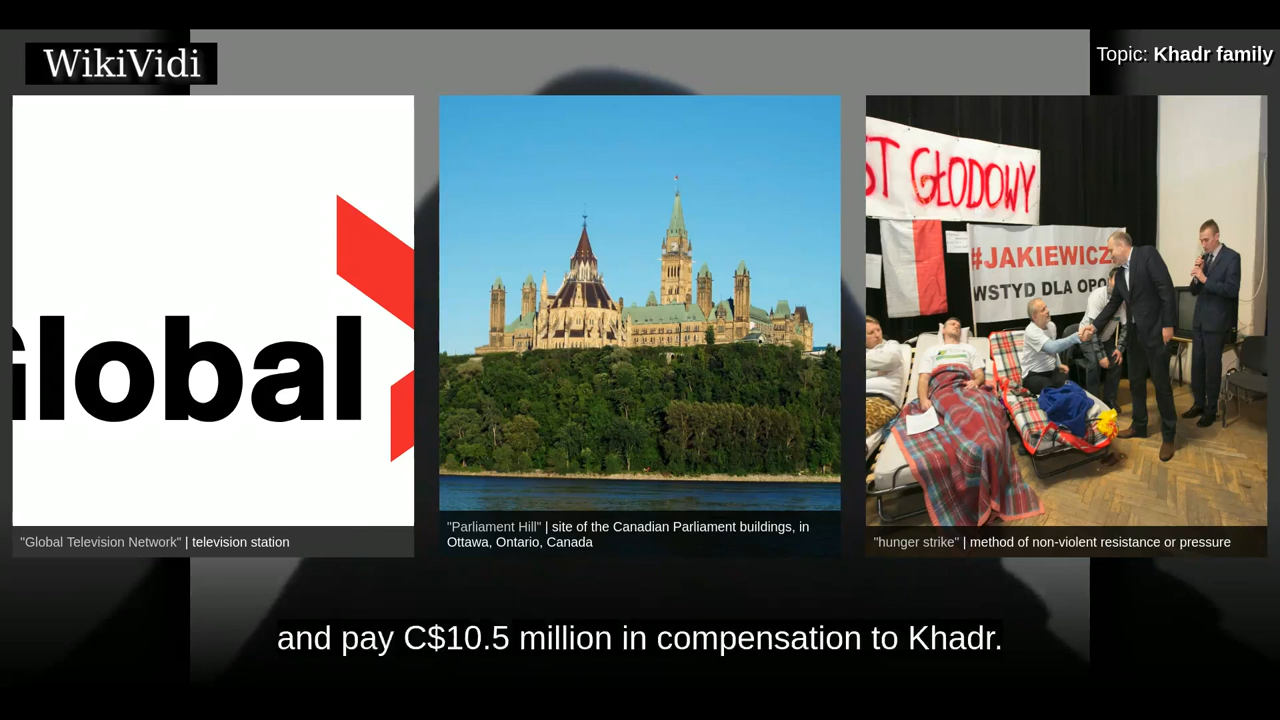 WikiVidi
Topic: Khadr family
Global
ST GŁODOWY
#JAKIEWICZ
WSTYD DLA OPO
"Global Television Network" | television station
"Parliament Hill" | site of the Canadian Parliament buildings, in
Ottawa, Ontario, Canada
"hunger strike" | method of non-violent resistance or pressure
and pay C$10.5 million in compensation to Khadr.